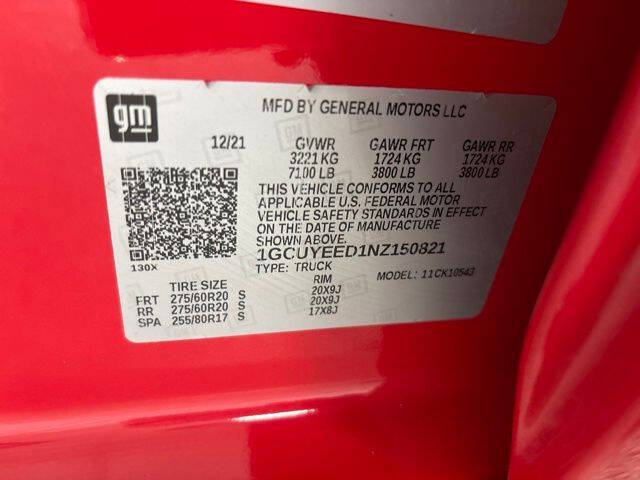 gm
MFD BY GENERAL MOTORS LLC
12/21 GVWR GAWR FRT GAWR RR
3221 KG 1724 KG 1724 KG
7100 LB 3800 LB 3800 LB
THIS VEHICLE CONFORMS TO ALL
APPLICABLE U.S. FEDERAL MOTOR
VEHICLE SAFETY STANDARDS IN EFFECT
ON THE DATE OF MANUFACTURE
SHOWN ABOVE.
1GCUYEED1NZ150821
130X
TYPE: TRUCK MODEL: 11CK10543
TIRE SIZE RIM
FRT 275/60R20 S 20X9J
RR 275/60R20 S 20X9J
SPA 255/80R17 S 17X8J